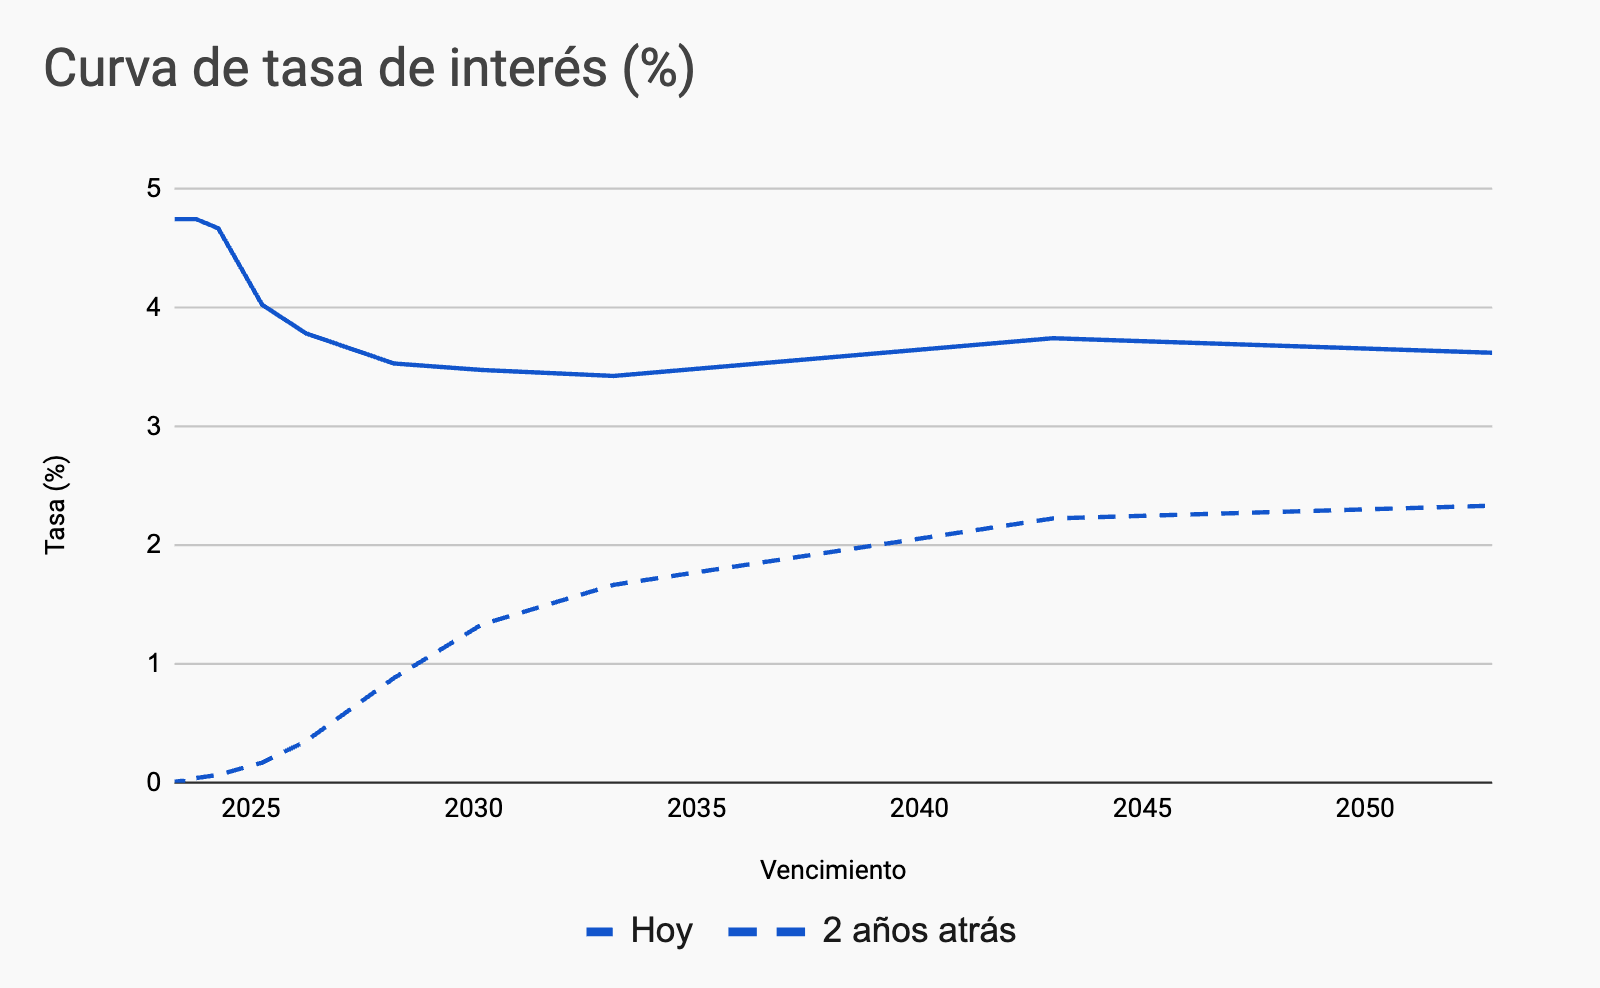 Curva de tasa de interés (%)
5
4
3
2
1
0
Tasa (%)
2025 2030 2035 2040 2045 2050
Vencimiento
Hoy 2 años atrás